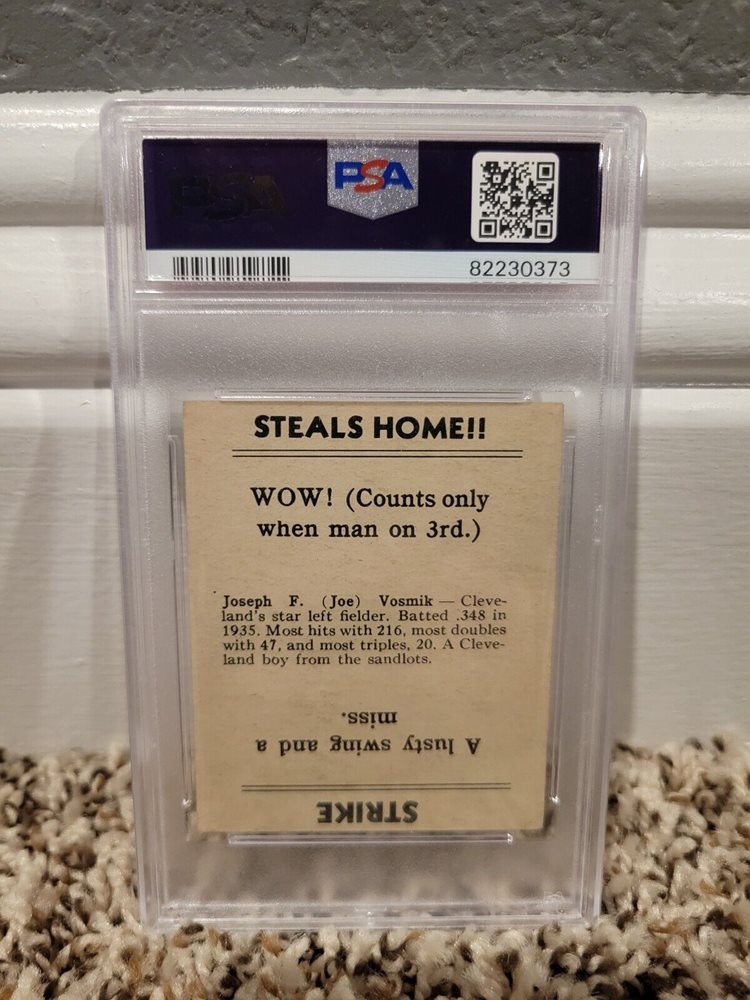 PSA
PSA
82230373
STEALS HOME!!
WOW! (Counts only
when man on 3rd.)
Joseph F. (Joe) Vosmik — Cleve-
land's star left fielder. Batted .348 in
1935. Most hits with 216, most doubles
with 47, and most triples, 20. A Cleve-
land boy from the sandlots.
STRIKE
A lusty swing and a
miss.